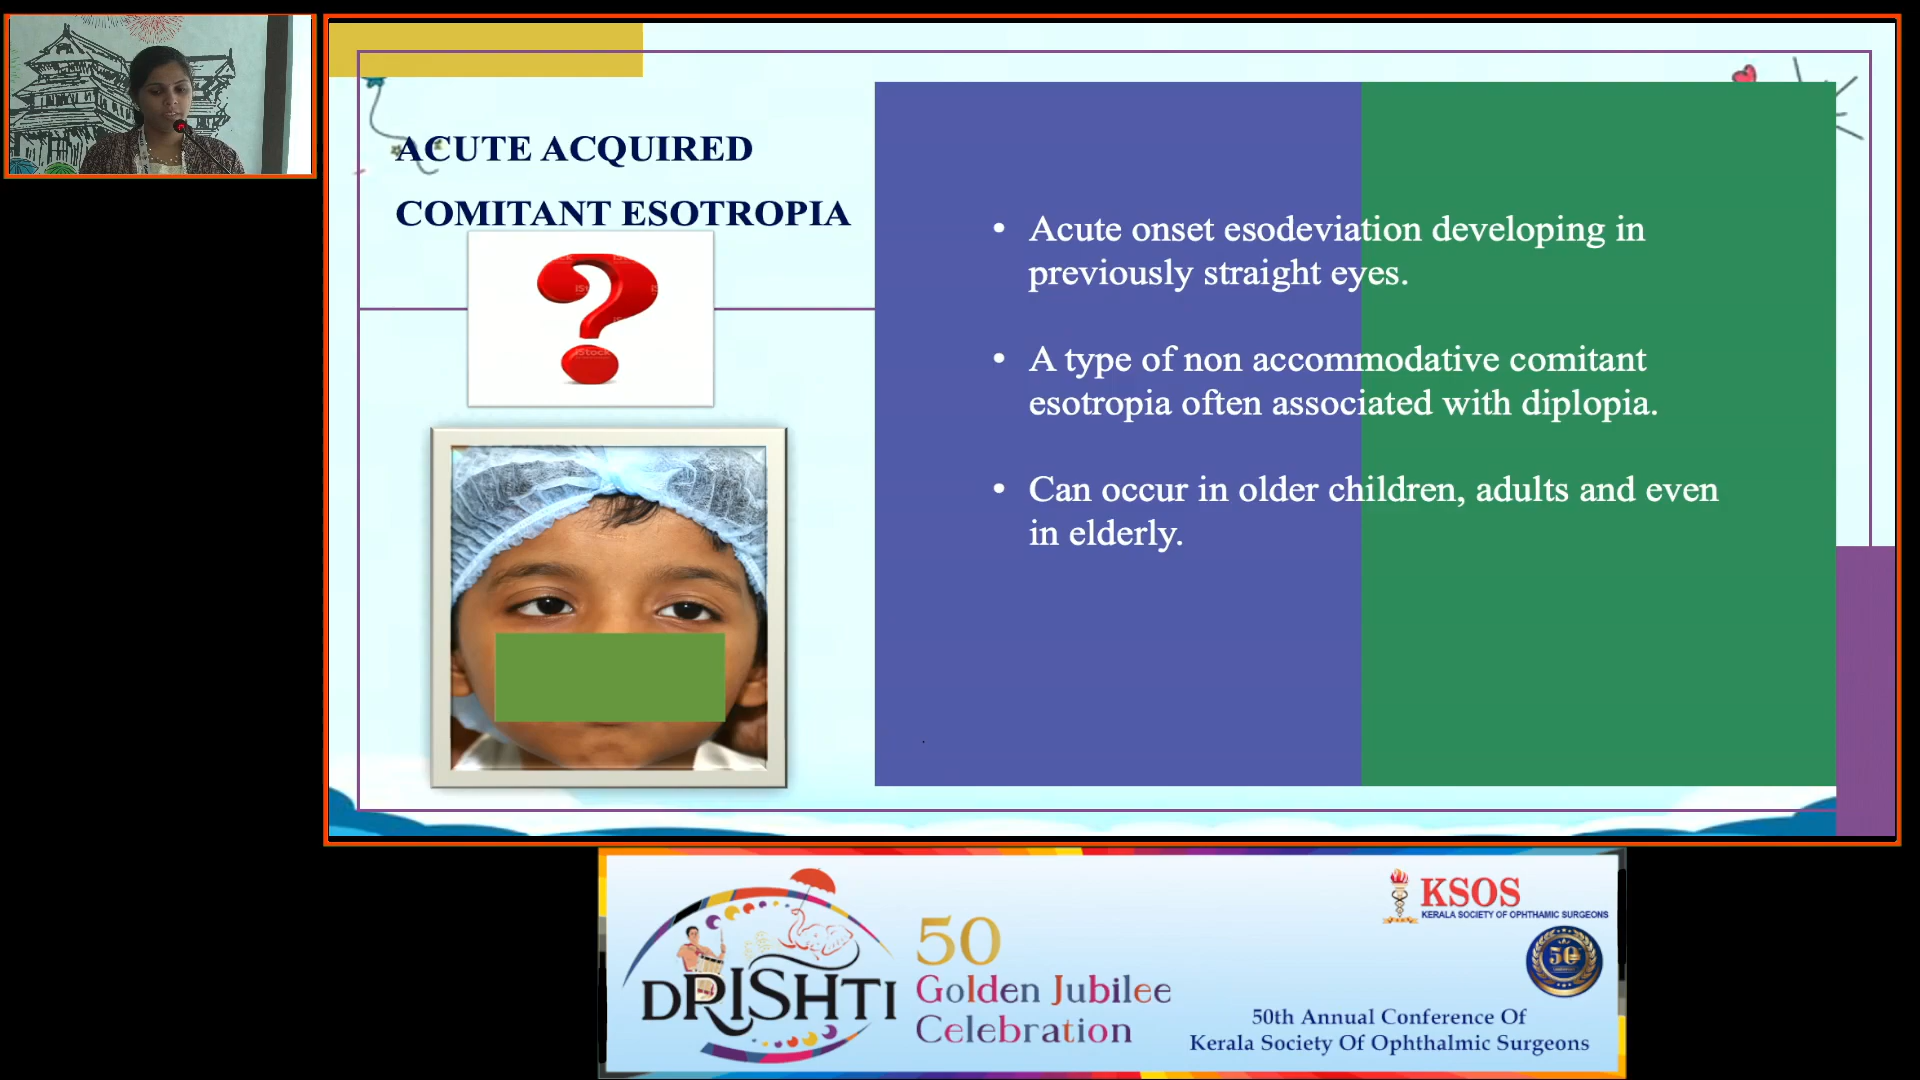 ACUTE ACQUIRED
COMITANT ESOTROPIA
• Acute onset esodeviation developing in
previously straight eyes.
• A type of non accommodative comitant
esotropia often associated with diplopia.
• Can occur in older children, adults and even
in elderly.
iStock
DRISHTI
50
Golden Jubilee
Celebration
KSOS
KERALA SOCIETY OF OPHTHAMIC SURGEONS
50
50th Annual Conference Of
Kerala Society Of Ophthalmic Surgeons